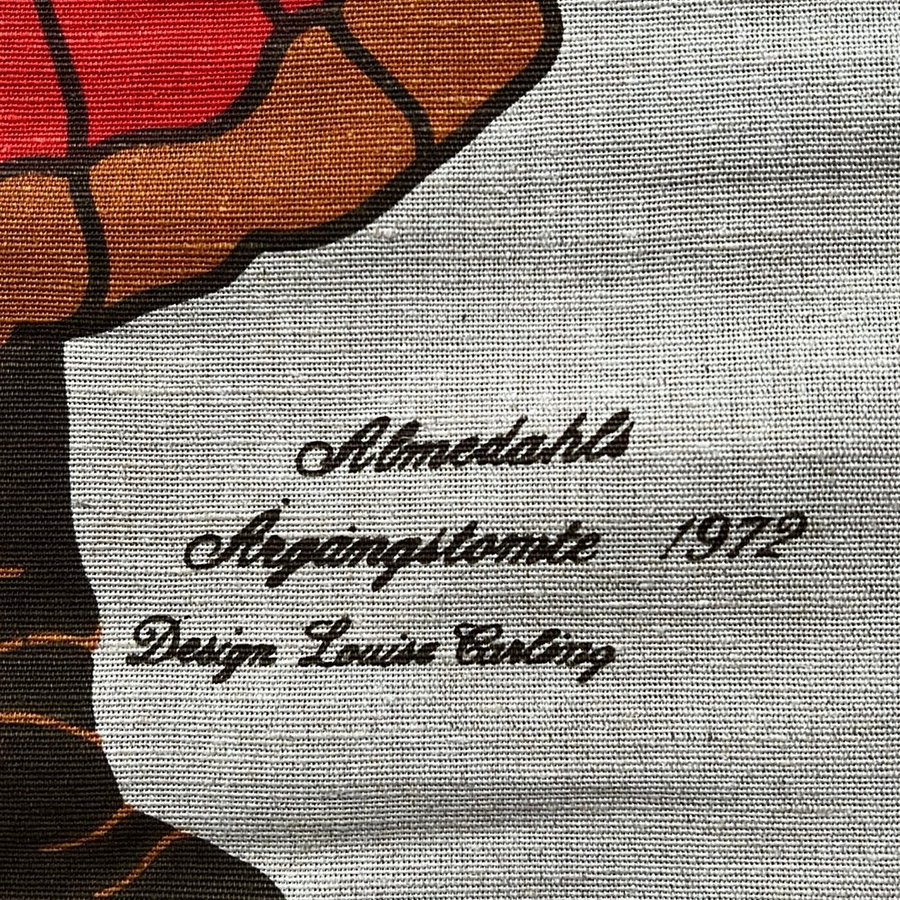 Almedahls
Årgångstomte 1972
Design Louise Carling